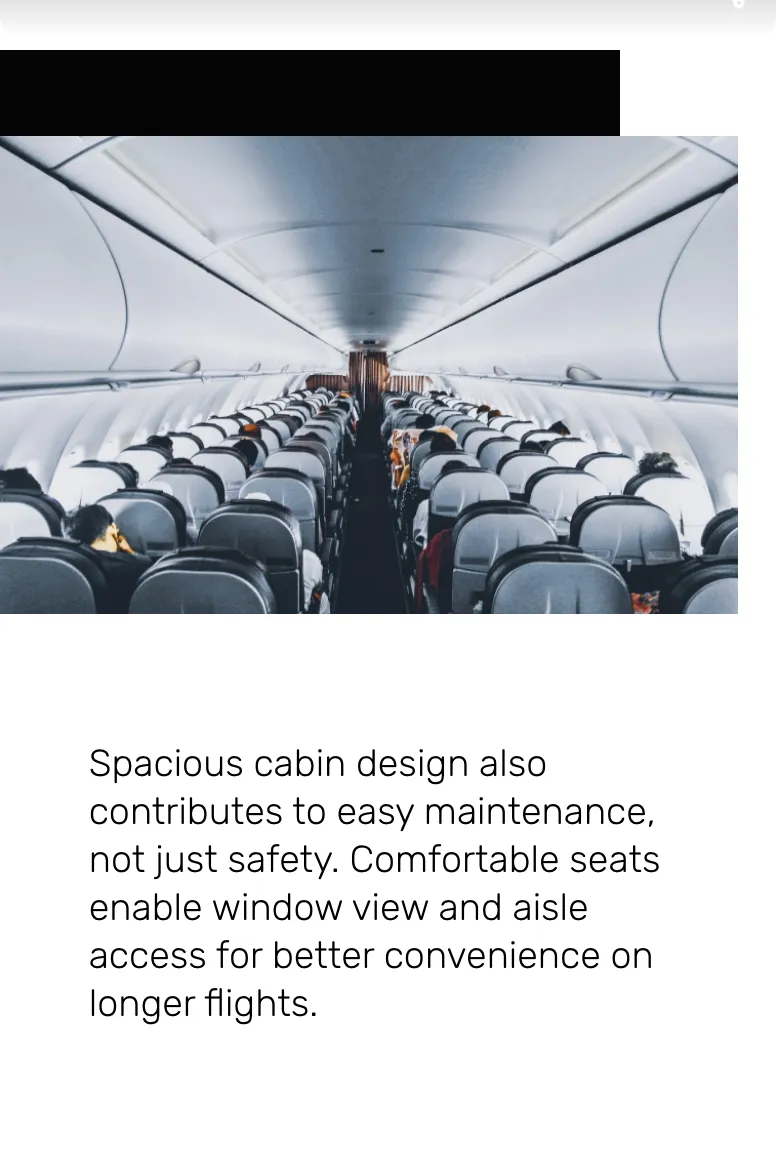 Spacious cabin design also
contributes to easy maintenance,
not just safety. Comfortable seats
enable window view and aisle
access for better convenience on
longer flights.